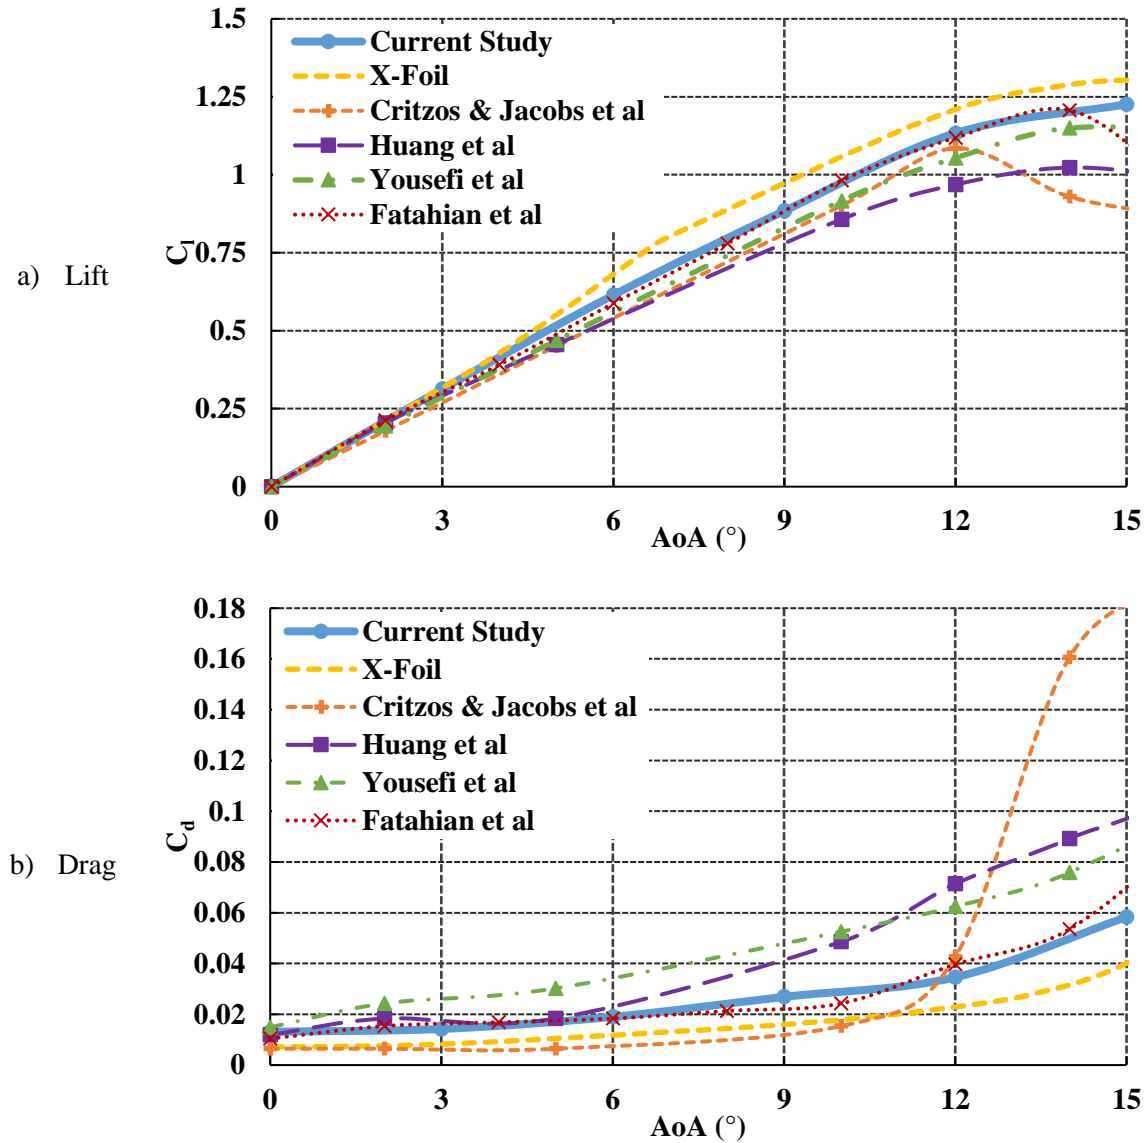 1.5
1.25
1
0.75
0.5
0.25
0
Cl
Current Study
X-Foil
Critzos & Jacobs et al
Huang et al
Yousefi et al
Fatahian et al
a) Lift
0 3 6 9 12 15
AoA (°)
0.18
0.16
0.14
0.12
0.1
0.08
0.06
0.04
0.02
0
Cd
Current Study
X-Foil
Critzos & Jacobs et al
Huang et al
Yousefi et al
Fatahian et al
b) Drag
0 3 6 9 12 15
AoA (°)